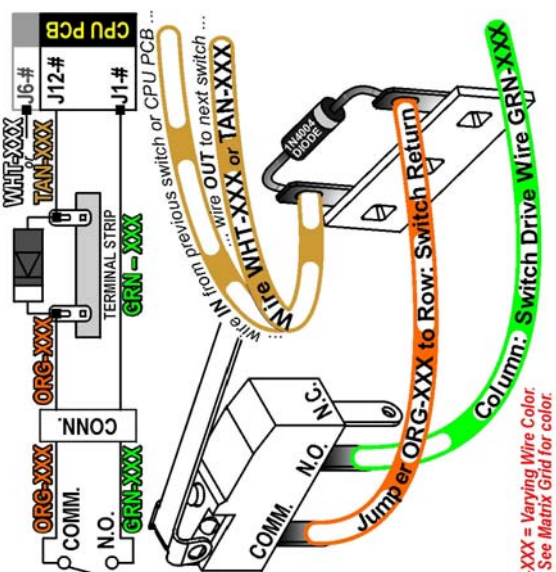 CPU PCB
J6-#
J12-#
J1-#
WHT-XXX
or
TAN-XXX
ORG-XXX
TERMINAL STRIP
GRN-XXX
CONN.
ORG-XXX
GRN-XXX
COMM.
N.O.
wire IN from previous switch or CPU PCB ...
... wire OUT to next switch ...
Wire WHT-XXX or TAN-XXX
1N4004
DIODE
Jumper ORG-XXX to Row: Switch Return
Column: Switch Drive Wire GRN-XXX
COMM.
N.O.
N.C.
-XXX = Varying Wire Color.
See Matrix Grid for color.